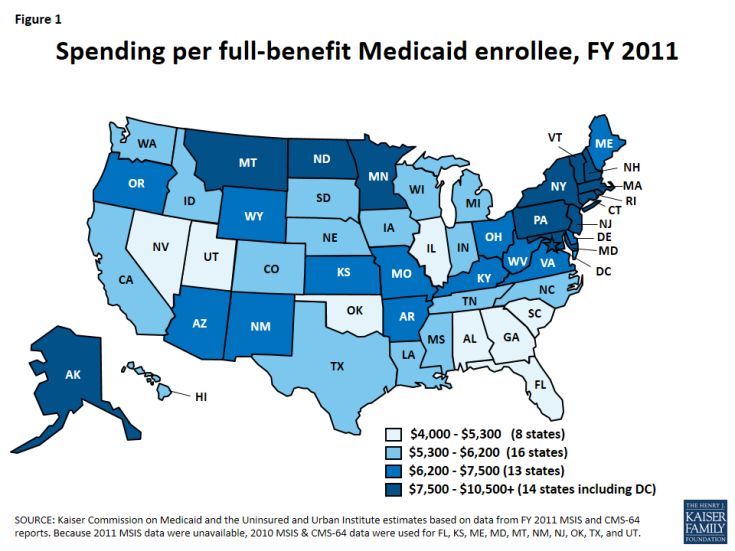 Figure 1
Spending per full-benefit Medicaid enrollee, FY 2011
WA
MT
ND
MN
VT
ME
OR
ID
WY
SD
WI
MI
NY
NH
MA
RI
CT
NV
UT
CO
NE
IA
IL
IN
OH
PA
NJ
DE
MD
DC
CA
KS
MO
KY
WV
VA
AZ
NM
OK
AR
TN
NC
SC
TX
LA
MS
AL
GA
FL
AK
HI
$4,000 - $5,300 (8 states)
$5,300 - $6,200 (16 states)
$6,200 - $7,500 (13 states)
$7,500 - $10,500+ (14 states including DC)
SOURCE: Kaiser Commission on Medicaid and the Uninsured and Urban Institute estimates based on data from FY 2011 MSIS and CMS-64
reports. Because 2011 MSIS data were unavailable, 2010 MSIS & CMS-64 data were used for FL, KS, ME, MD, MT, NM, NJ, OK, TX, and UT.
THE HENRY J.
KAISER
FAMILY
FOUNDATION